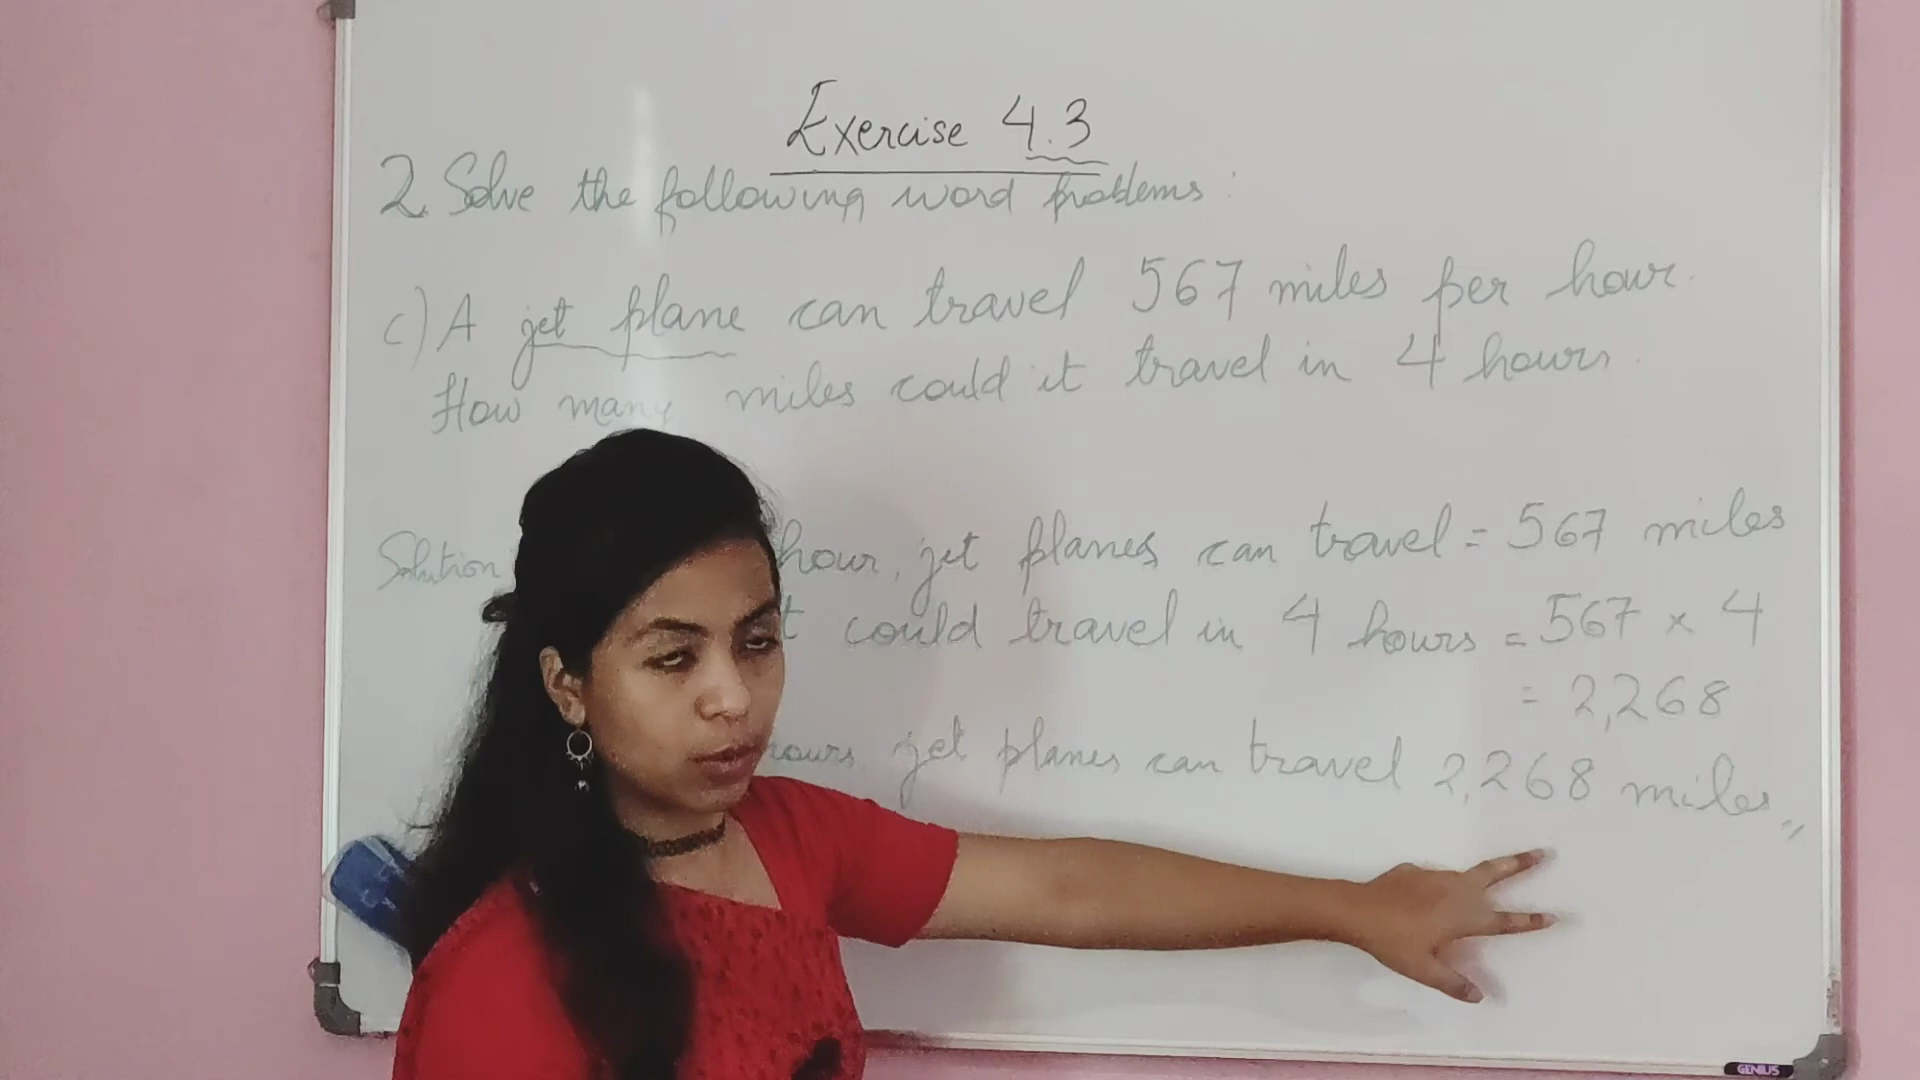 Exercise 4.3
2. Solve the following word problems:
c) A jet plane can travel 567 miles per hour.
How many miles could it travel in 4 hours.
Solution hour, jet planes can travel = 567 miles
could travel in 4 hours = 567 × 4
= 2,268
hours, jet planes can travel 2,268 miles,,
GENIUS